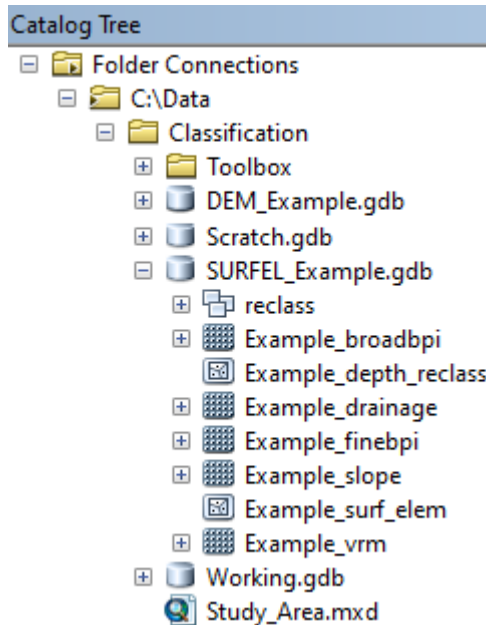 Catalog Tree
Folder Connections
C:\Data
Classification
Toolbox
DEM_Example.gdb
Scratch.gdb
SURFEL_Example.gdb
reclass
Example_broadbpi
Example_depth_reclass
Example_drainage
Example_finebpi
Example_slope
Example_surf_elem
Example_vrm
Working.gdb
Study_Area.mxd